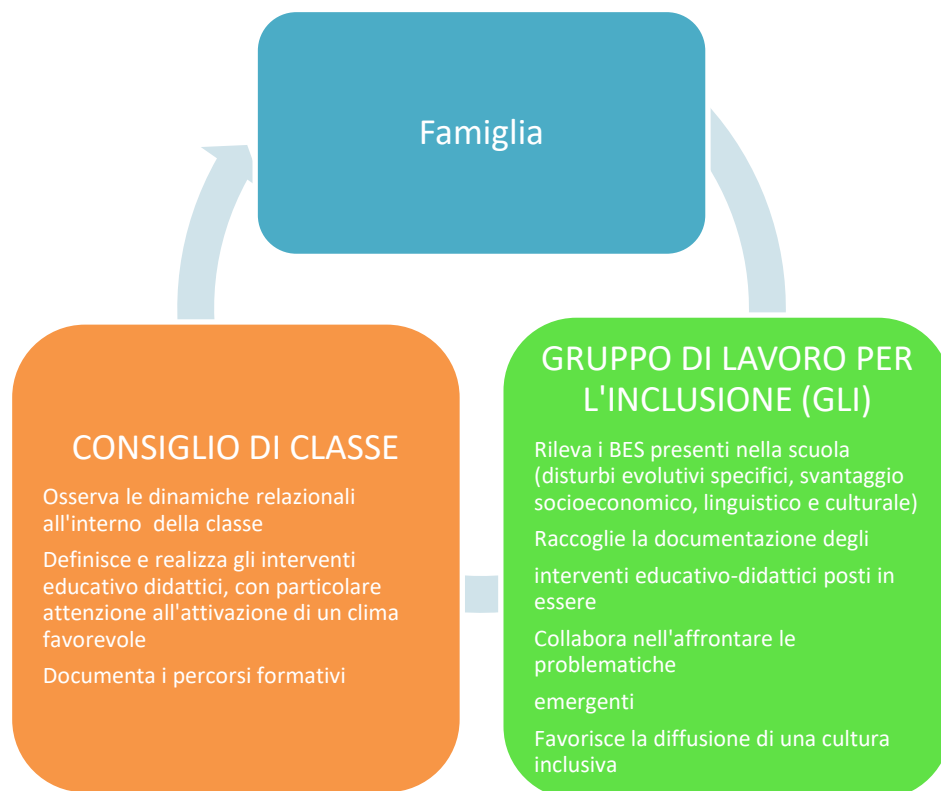 Famiglia
CONSIGLIO DI CLASSE
Osserva le dinamiche relazionali
all'interno della classe
Definisce e realizza gli interventi
educativo didattici, con particolare
attenzione all'attivazione di un clima
favorevole
Documenta i percorsi formativi
GRUPPO DI LAVORO PER
L'INCLUSIONE (GLI)
Rileva i BES presenti nella scuola
(disturbi evolutivi specifici, svantaggio
socioeconomico, linguistico e culturale)
Raccoglie la documentazione degli
interventi educativo-didattici posti in
essere
Collabora nell'affrontare le
problematiche
emergenti
Favorisce la diffusione di una cultura
inclusiva